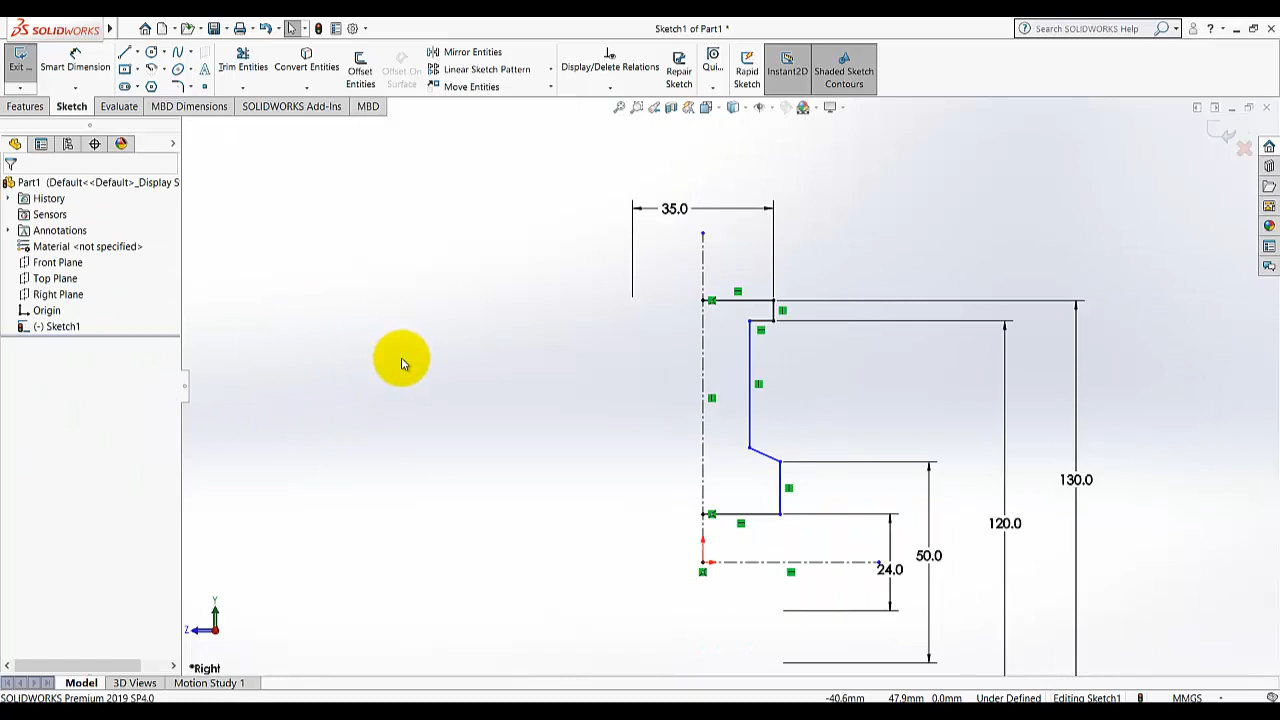 SOLIDWORKS
Sketch1 of Part1 *
Search SOLIDWORKS Help
Exit ...
Smart Dimension
Trim Entities
Convert Entities
Offset Entities
Offset On Surface
Mirror Entities
Linear Sketch Pattern
Move Entities
Display/Delete Relations
Repair Sketch
Qui...
Rapid Sketch
Instant2D
Shaded Sketch Contours
Features
Sketch
Evaluate
MBD Dimensions
SOLIDWORKS Add-Ins
MBD
Part1 (Default<<Default>_Display S
History
Sensors
Annotations
Material <not specified>
Front Plane
Top Plane
Right Plane
Origin
(-) Sketch1
35.0
130.0
120.0
50.0
24.0
Y
Z
*Right
Model
3D Views
Motion Study 1
SOLIDWORKS Premium 2019 SP4.0
-40.6mm
47.9mm
0.0mm
Under Defined
Editing Sketch1
MMGS